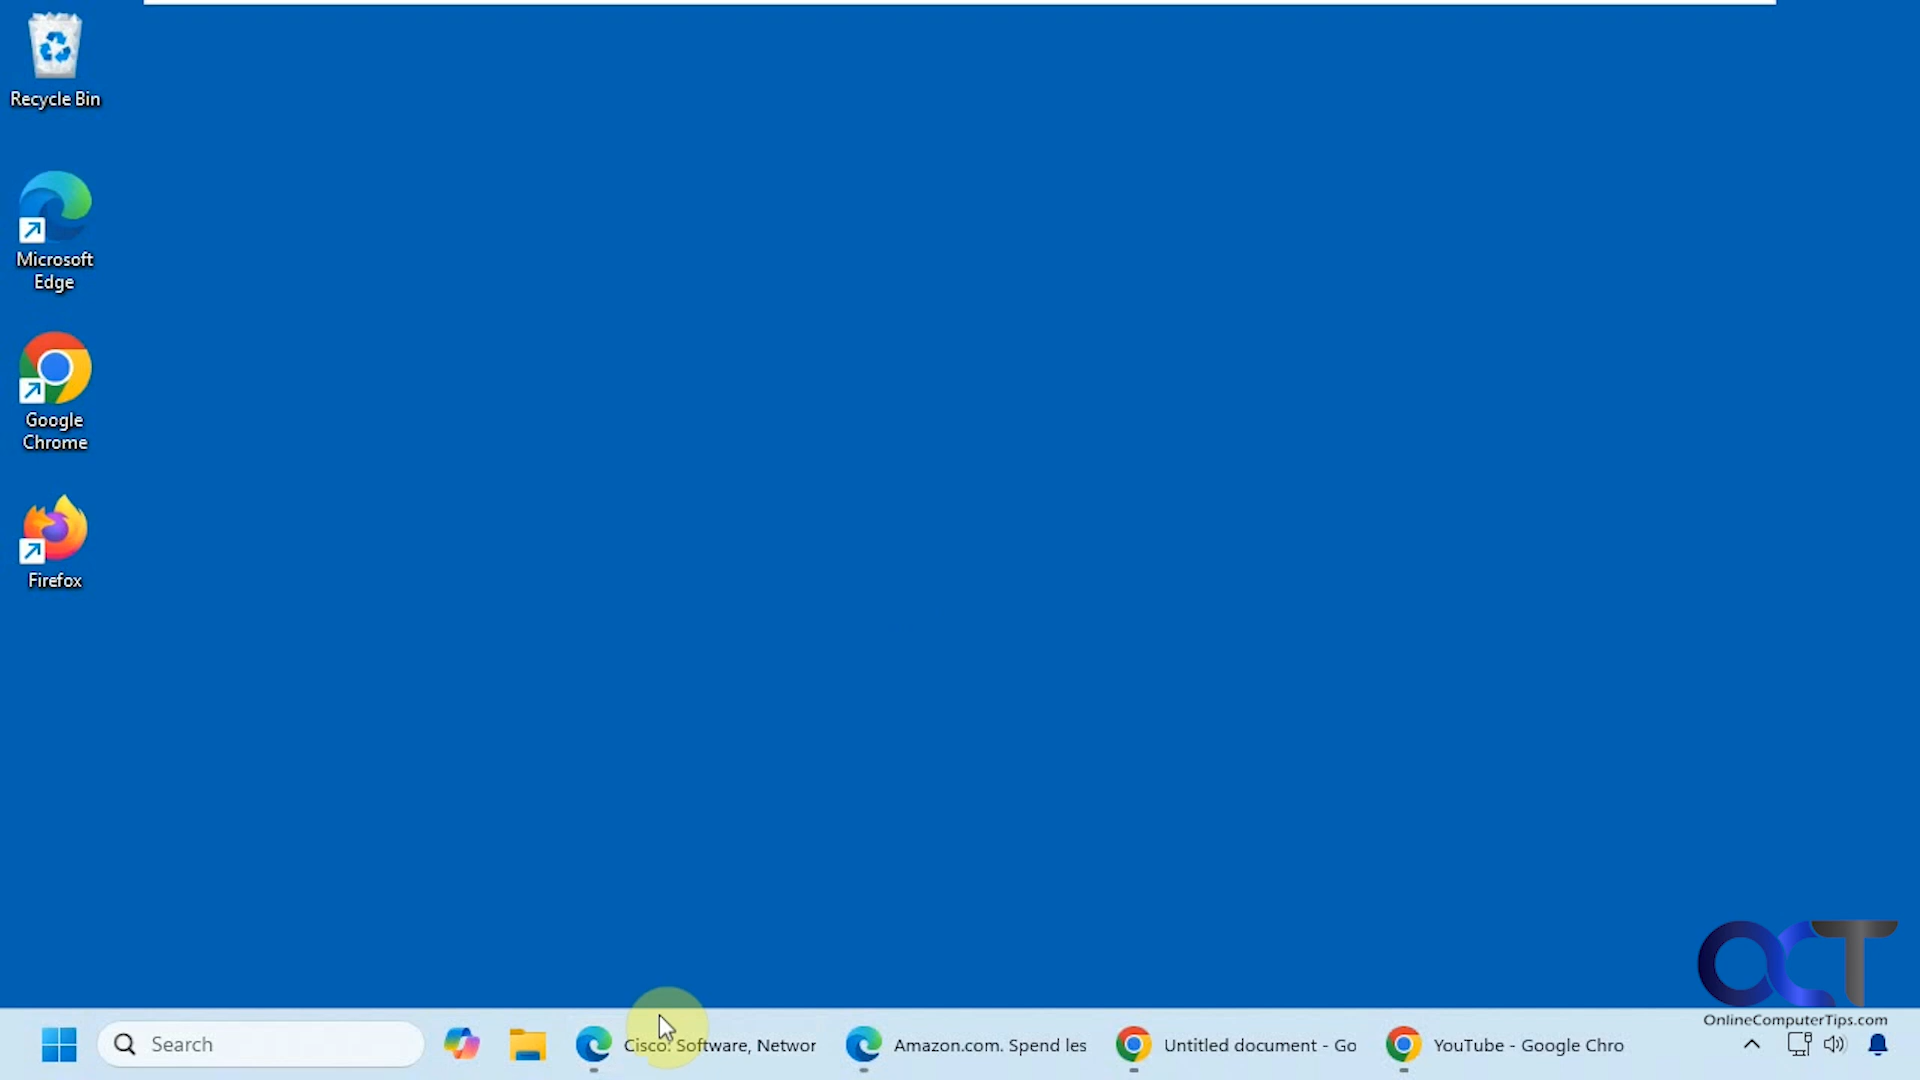 Recycle Bin
Microsoft
Edge
Google
Chrome
Firefox
OCT
OnlineComputerTips.com
Search
Cisco: Software, Networ
Amazon.com. Spend les
Untitled document - Go
YouTube - Google Chro